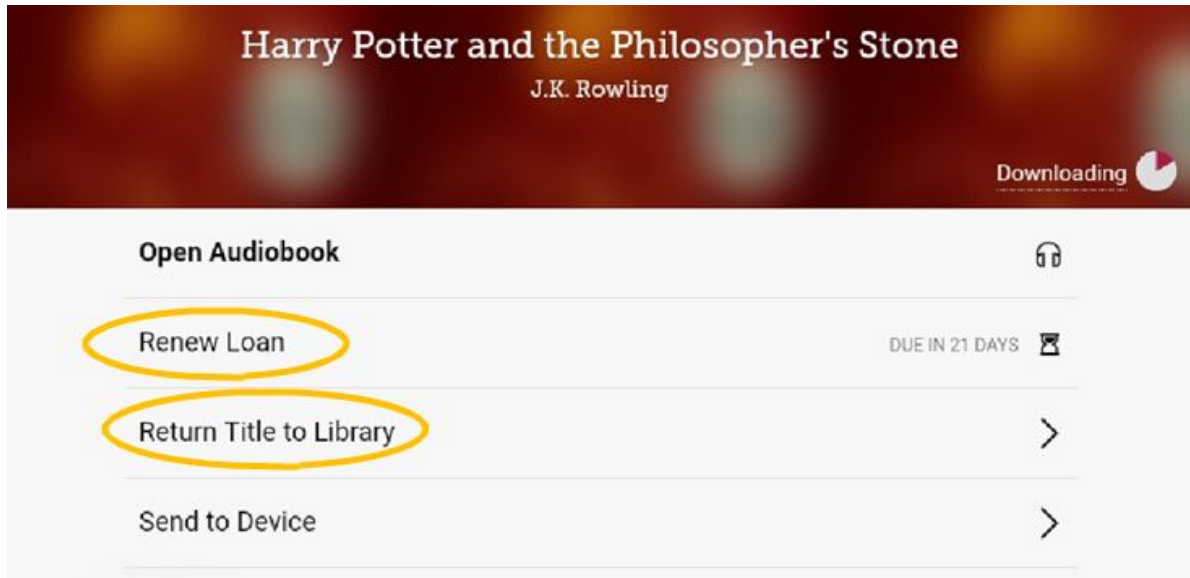 Harry Potter and the Philosopher's Stone
J.K. Rowling
Downloading
Open Audiobook
Renew Loan DUE IN 21 DAYS
Return Title to Library
Send to Device